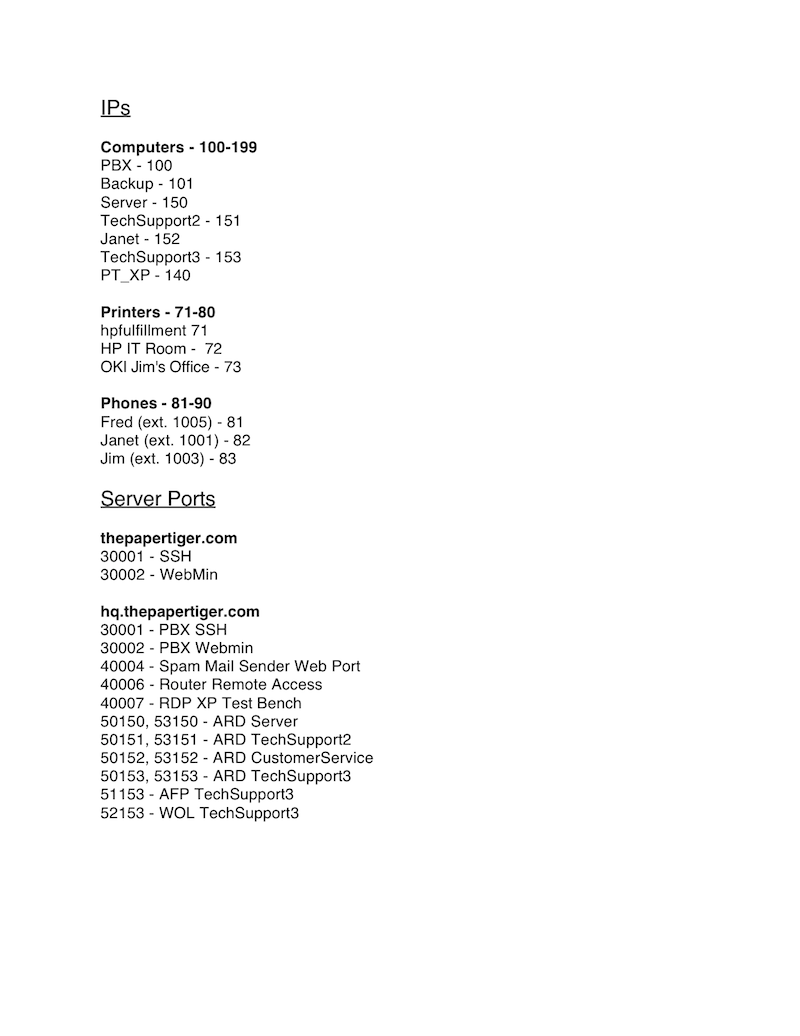 IPs
Computers - 100-199
PBX - 100
Backup - 101
Server - 150
TechSupport2 - 151
Janet - 152
TechSupport3 - 153
PT_XP - 140
Printers - 71-80
hpfulfillment 71
HP IT Room -  72
OKI Jim's Office - 73
Phones - 81-90
Fred (ext. 1005) - 81
Janet (ext. 1001) - 82
Jim (ext. 1003) - 83
Server Ports
thepapertiger.com
30001 - SSH
30002 - WebMin
hq.thepapertiger.com
30001 - PBX SSH
30002 - PBX Webmin
40004 - Spam Mail Sender Web Port
40006 - Router Remote Access
40007 - RDP XP Test Bench
50150, 53150 - ARD Server
50151, 53151 - ARD TechSupport2
50152, 53152 - ARD CustomerService
50153, 53153 - ARD TechSupport3
51153 - AFP TechSupport3
52153 - WOL TechSupport3